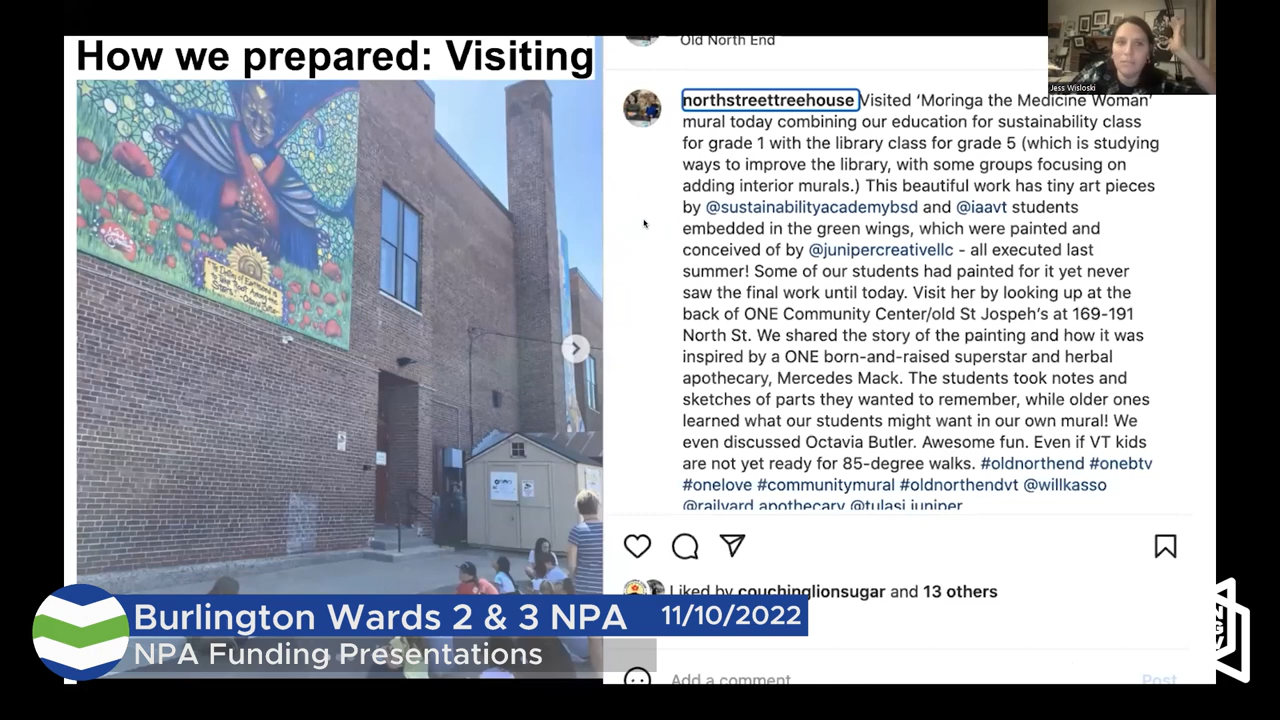 How we prepared: Visiting
Old North End
Jess Wisloski
northstreettreehouse Visited ‘Moringa the Medicine Woman’
mural today combining our education for sustainability class
for grade 1 with the library class for grade 5 (which is studying
ways to improve the library, with some groups focusing on
adding interior murals.) This beautiful work has tiny art pieces
by @sustainabilityacademybsd and @iaavt students
embedded in the green wings, which were painted and
conceived of by @junipercreativellc - all executed last
summer! Some of our students had painted for it yet never
saw the final work until today. Visit her by looking up at the
back of ONE Community Center/old St Jospeh’s at 169-191
North St. We shared the story of the painting and how it was
inspired by a ONE born-and-raised superstar and herbal
apothecary, Mercedes Mack. The students took notes and
sketches of parts they wanted to remember, while older ones
learned what our students might want in our own mural! We
even discussed Octavia Butler. Awesome fun. Even if VT kids
are not yet ready for 85-degree walks. #oldnorthend #onebtv
#onelove #communitymural #oldnorthendvt @willkasso
@railyard_apothecary @tulasi_juniper
Liked by couchinglionsugar and 13 others
Add a comment
Post
Burlington Wards 2 & 3 NPA 11/10/2022
NPA Funding Presentations